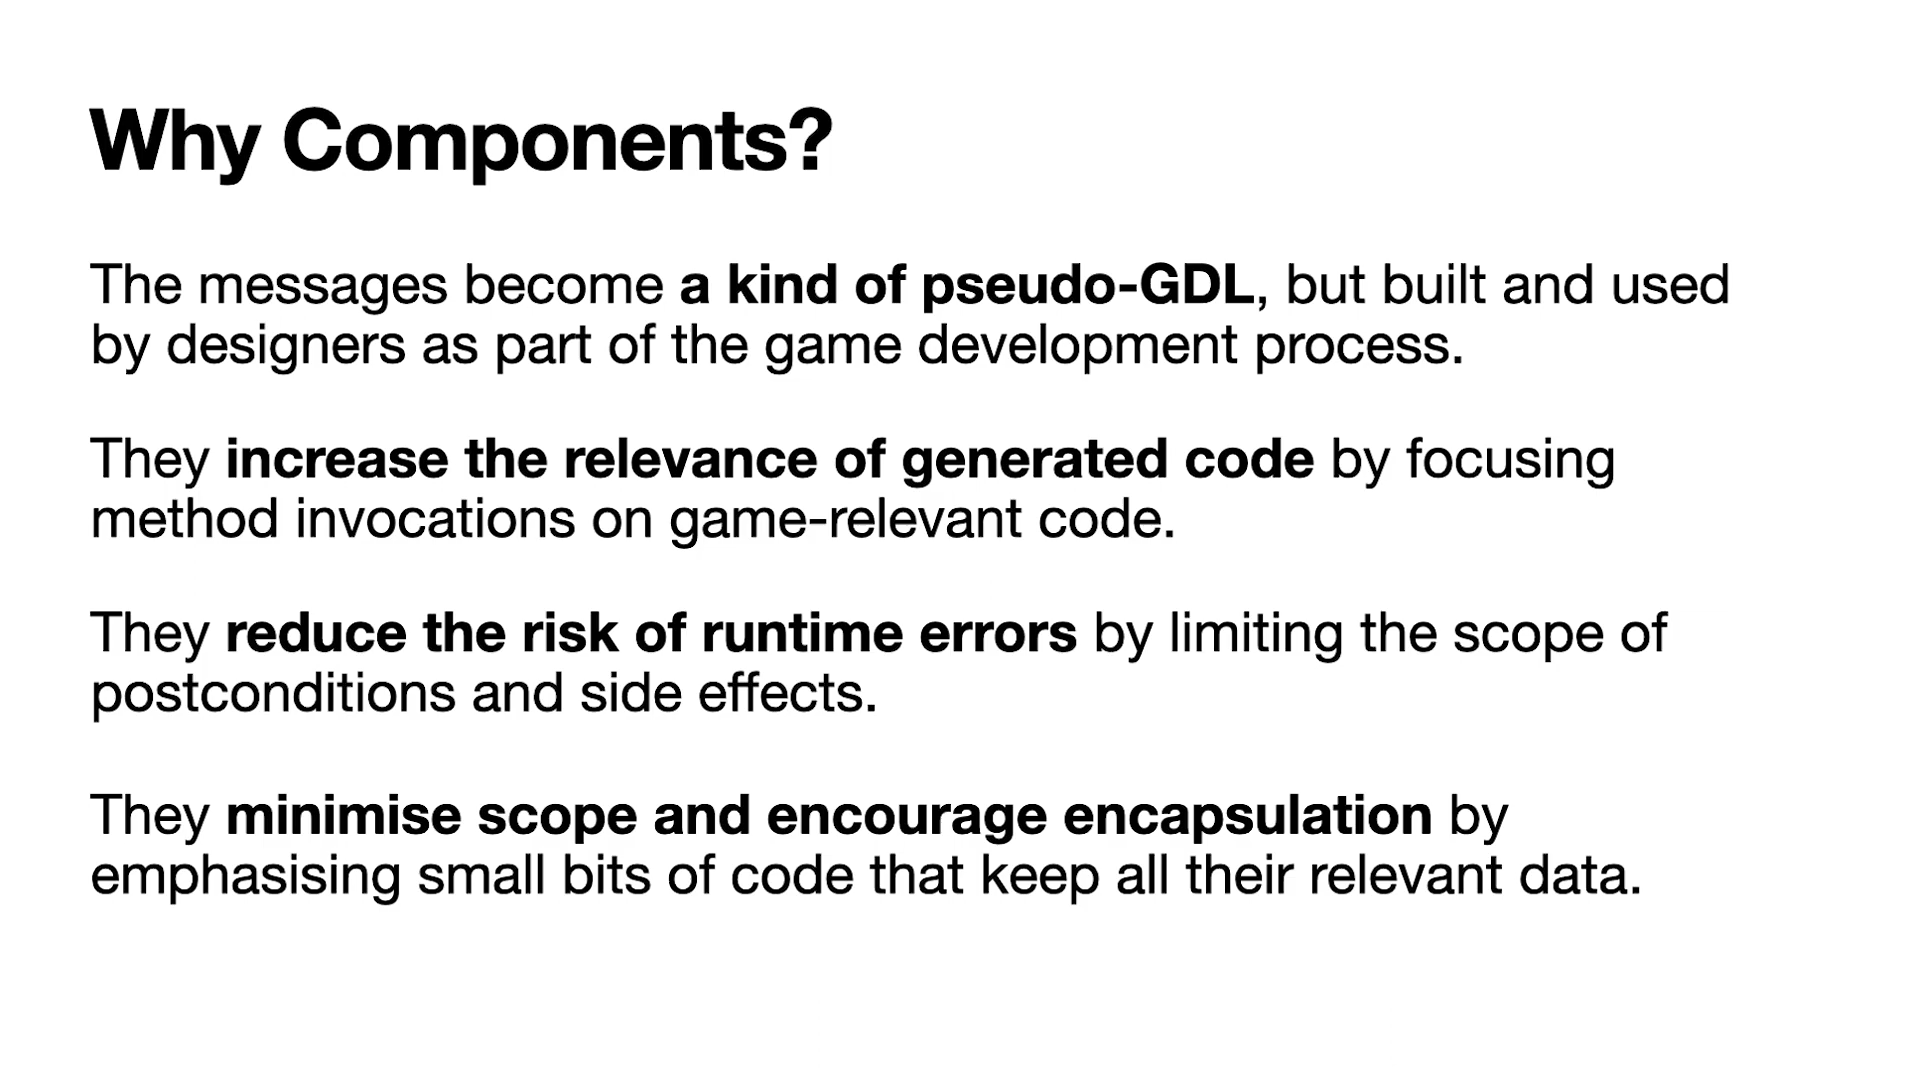 Why Components?
The messages become a kind of pseudo-GDL, but built and used
by designers as part of the game development process.
They increase the relevance of generated code by focusing
method invocations on game-relevant code.
They reduce the risk of runtime errors by limiting the scope of
postconditions and side effects.
They minimise scope and encourage encapsulation by
emphasising small bits of code that keep all their relevant data.